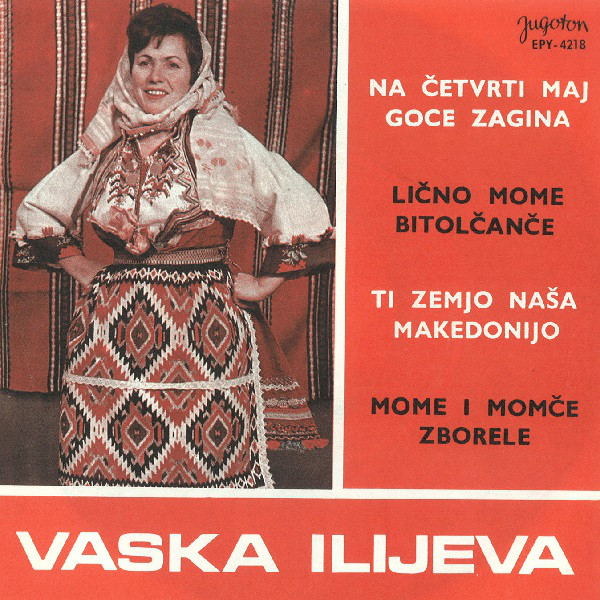 Jugoton
EPY-4218
NA ČETVRTI MAJ
GOCE ZAGINA
LIČNO MOME
BITOLČANČE
TI ZEMJO NAŠA
MAKEDONIJO
MOME I MOMČE
ZBORELE
VASKA ILIJEVA